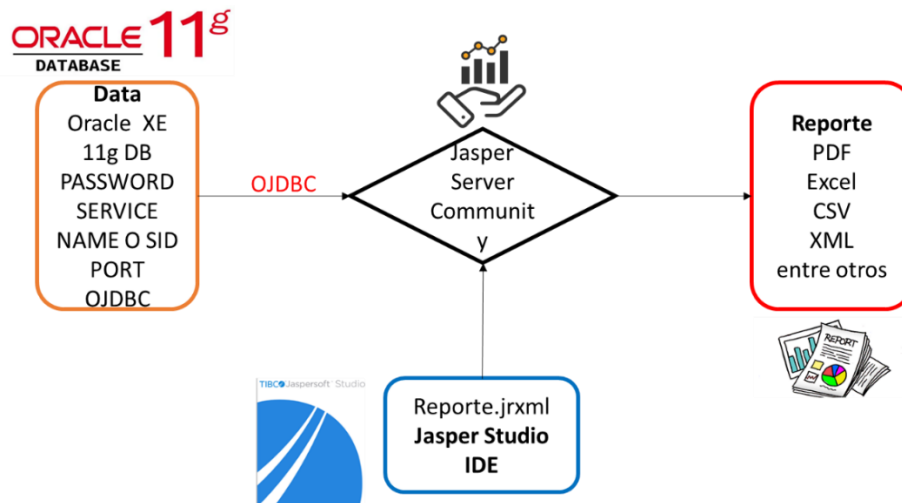 ORACLE 11g
DATABASE
Data
Oracle XE
11g DB
PASSWORD
SERVICE
NAME O SID
PORT
OJDBC
OJDBC
Jasper
Server
Communit
y
Reporte
PDF
Excel
CSV
XML
entre otros
REPORT
TIBCO Jaspersoft Studio
Reporte.jrxml
Jasper Studio
IDE